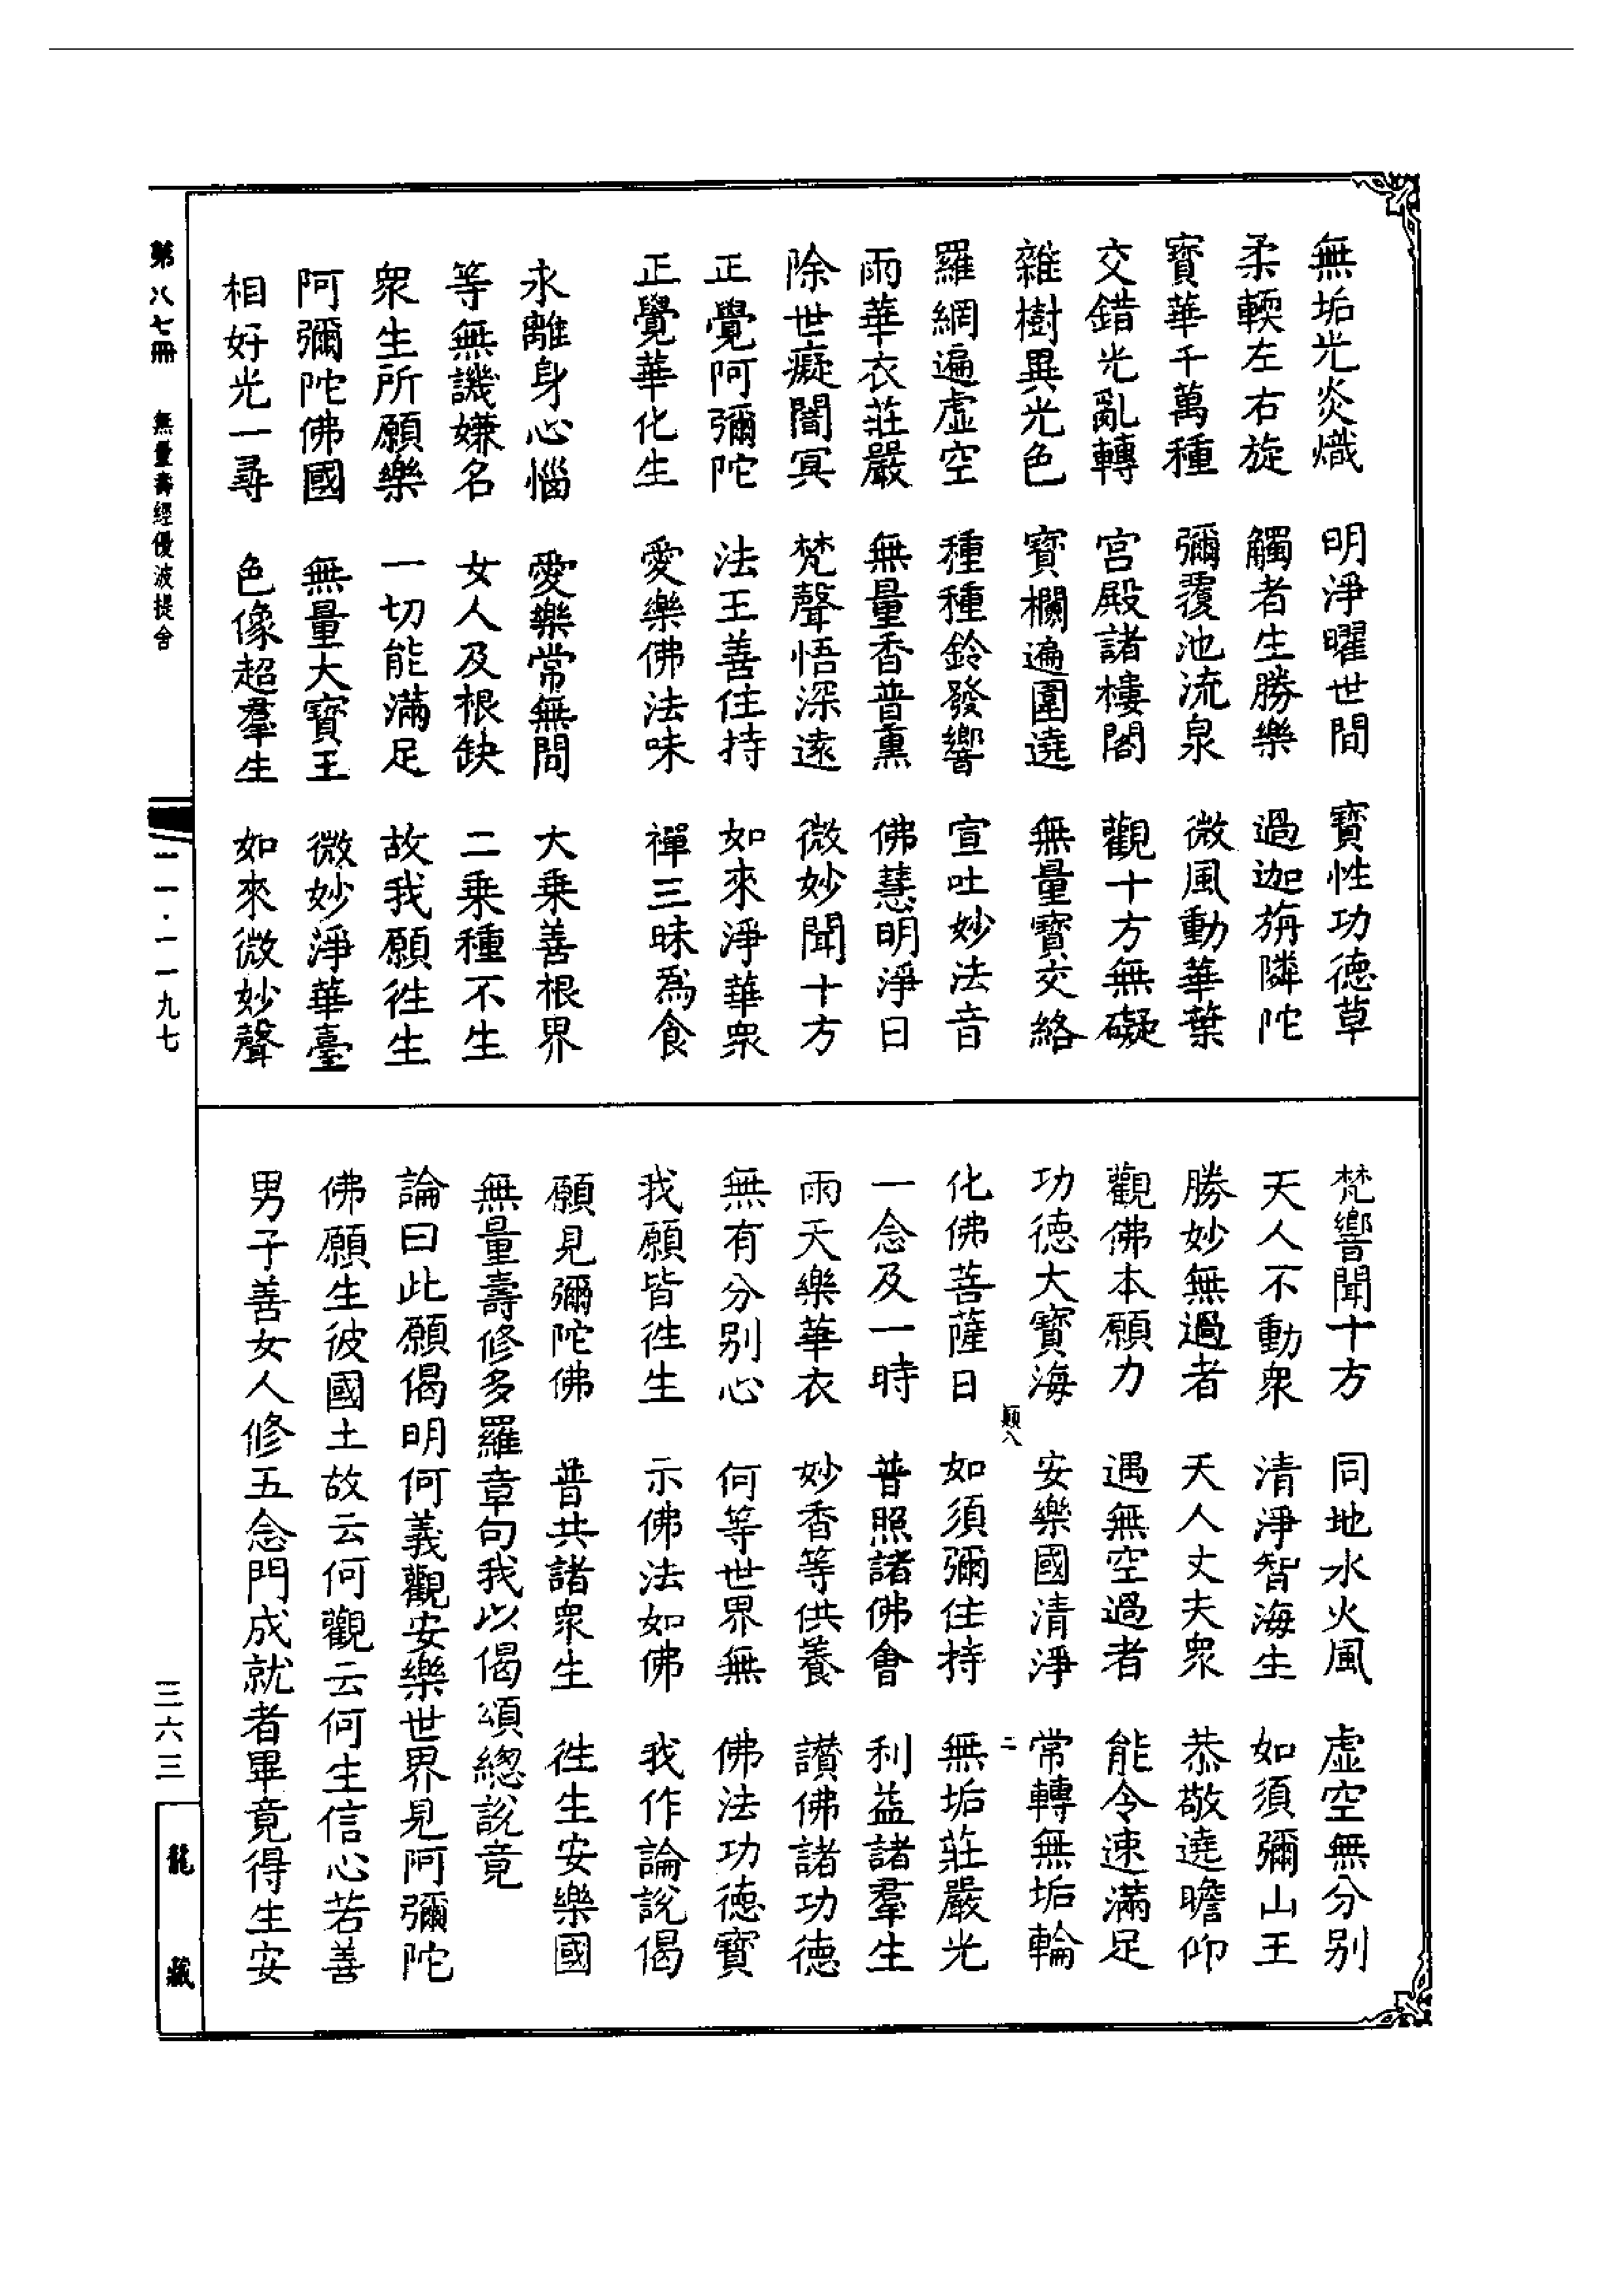 無垢光炎熾　明淨曜世間　寶性功德草
柔輭左右旋　觸者生勝樂　過迦旃隣陀
寶華千萬種　彌覆池流泉　微風動華葉
交錯光亂轉　宮殿諸樓閣　觀十方無礙
雜樹異光色　寶欄遍圍遶　無量寶交絡
羅網遍虛空　種種鈴發響　宣吐妙法音
雨華衣莊嚴　無量香普熏　佛慧明淨日
除世癡闇冥　梵聲悟深遠　微妙聞十方
正覺阿彌陀　法王善住持　如來淨華衆
正覺華化生　愛樂佛法味　禪三昧爲食
永離身心惱　愛樂常無間　大乗善根界
等無譏嫌名　女人及根缺　二乗種不生
衆生所願樂　一切能滿足　故我願徃生
阿彌陀佛國　無量大寶王　微妙淨華臺
相好光一尋　色像超羣生　如來微妙聲
梵響聞十方　同地水火風　虛空無分别
天人不動衆　清淨智海生　如須彌山王
勝妙無過者　天人丈夫衆　恭敬遶瞻仰
觀佛本願力　遇無空過者　能令速滿足
功德大寶海　安樂國清淨　常轉無垢輪
顛八　二
化佛菩薩日　如須彌住持　無垢莊嚴光
一念及一時　普照諸佛會　利益諸羣生
雨天樂華衣　妙香等供養　讃佛諸功德
無有分别心　何等世界無　佛法功德寶
我願皆徃生　示佛法如佛　我作論說偈
願見彌陀佛　普共諸衆生　徃生安樂國
無量壽修多羅章句我以偈頌總說竟
論曰此願偈明何義觀安樂世界見阿彌陀
佛願生彼國土故云何觀云何生信心若善
男子善女人修五念門成就者畢竟得生安
第八七冊　無量壽經優波提舍
一一·一一九七
三六三
龍藏